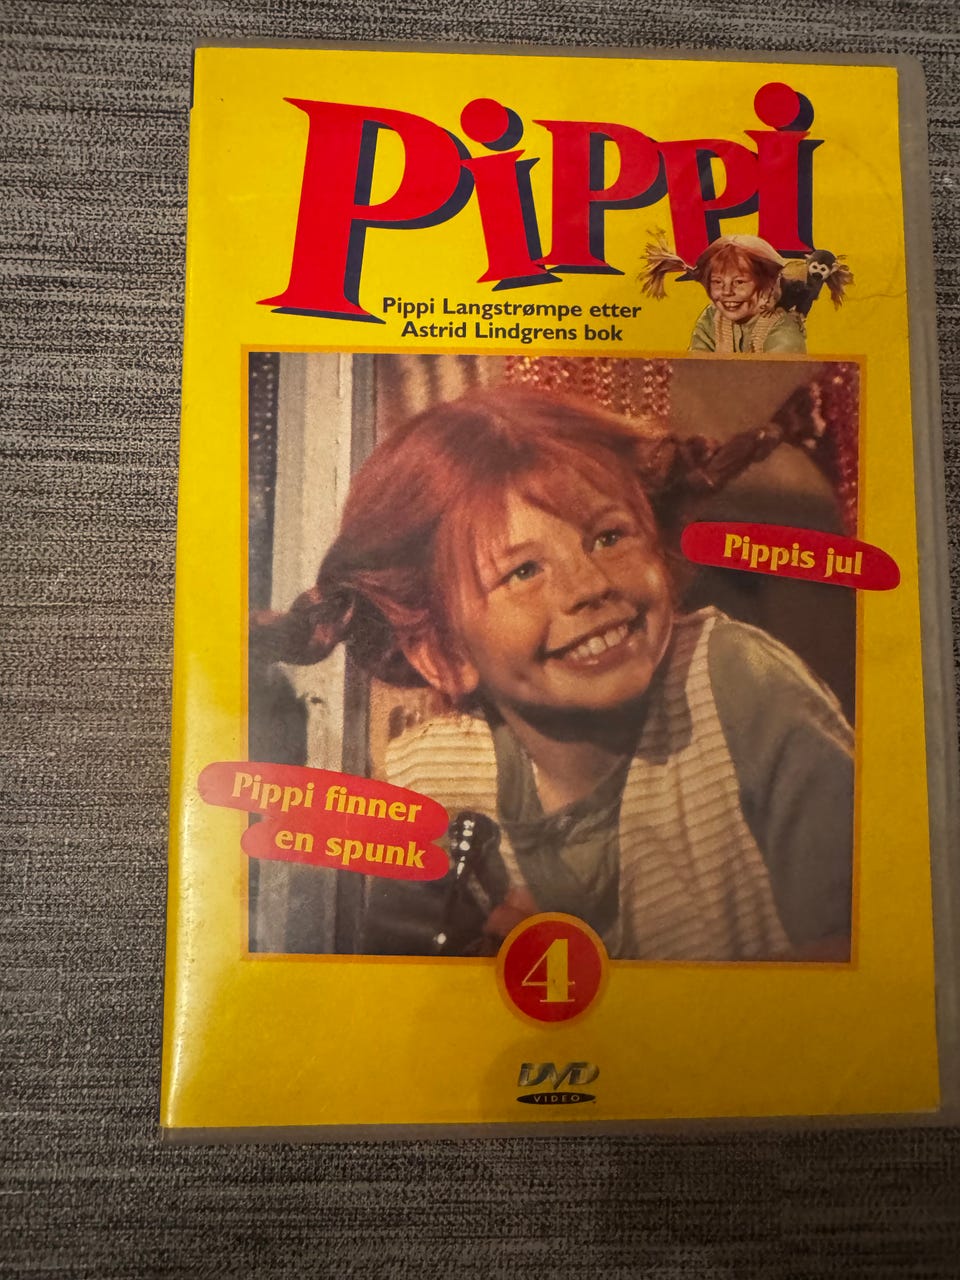 Pippi
Pippi Langstrømpe etter
Astrid Lindgrens bok
Pippis jul
Pippi finner
en spunk
4
DVD
VIDEO